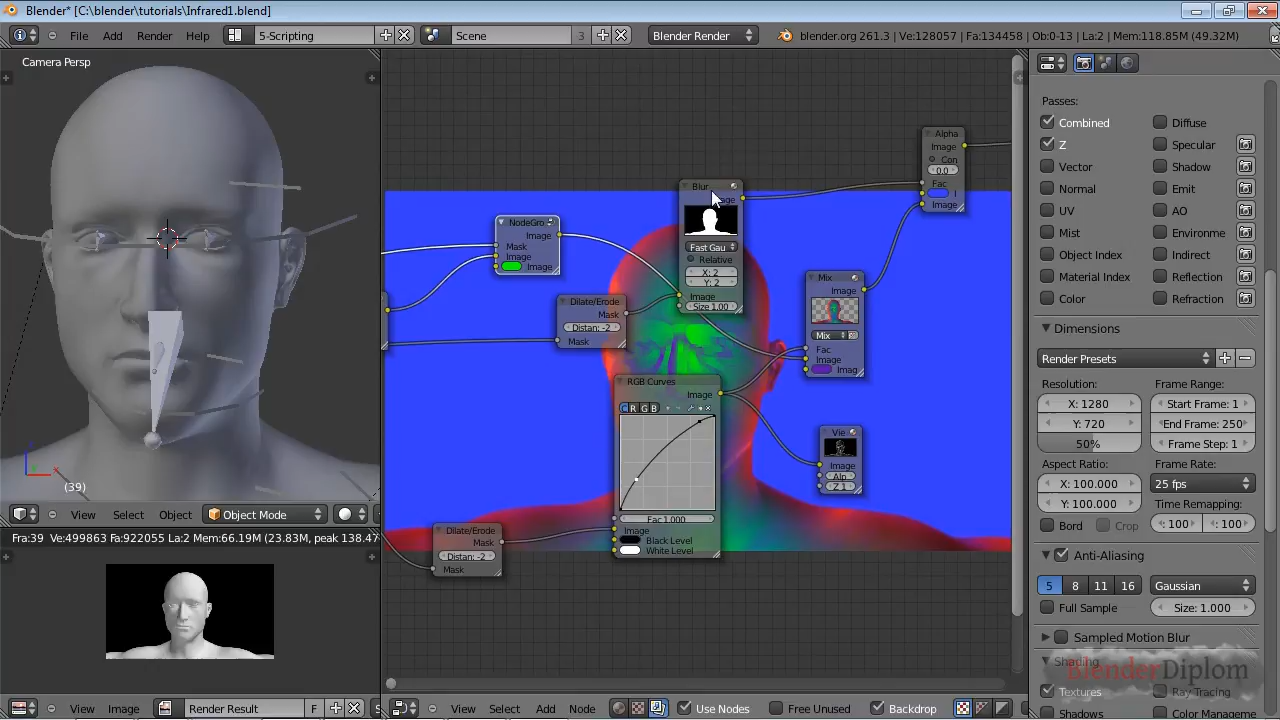 Blender* [C:\blender\tutorials\Infrared1.blend]
File Add Render Help 5-Scripting Scene 3 Blender Render blender.org 261.3 | Ve:128057 | Fa:134458 | Ob:0-13 | La:2 | Mem:118.85M (49.32M)
Camera Persp
(39)
View Select Object Object Mode
Fra:39 Ve:499863 Fa:922055 La:2 Mem:66.19M (23.83M, peak 138.47
View Image Render Result F
NodeGro
Image
Mask
Image
Image
Dilate/Erode
Mask
Distan: -2
Mask
Blur
Fast Gau
Relative
X: 2
Y: 2
Image
Size 1.00
Alpha
Image
Con
0.0
Fac
Image
Mix
Image
Mix
Fac
Image
Imag
RGB Curves
Image
C R G B
Fac 1.000
Image
Black Level
White Level
Vie
Image
Alp
Z 1
Dilate/Erode
Mask
Distan: -2
Mask
View Select Add Node Use Nodes Free Unused Backdrop
Passes:
Combined Diffuse
Z Specular
Vector Shadow
Normal Emit
UV AO
Mist Environme
Object Index Indirect
Material Index Reflection
Color Refraction
Dimensions
Render Presets
Resolution: Frame Range:
X: 1280 Start Frame: 1
Y: 720 End Frame: 250
50% Frame Step: 1
Aspect Ratio: Frame Rate:
X: 100.000 25 fps
Y: 100.000 Time Remapping:
Bord Crop : 100 : 100
Anti-Aliasing
5 8 11 16 Gaussian
Full Sample Size: 1.000
Sampled Motion Blur
Shading
BlenderDiplom
Textures Ray Tracing
Shadows Color Manageme